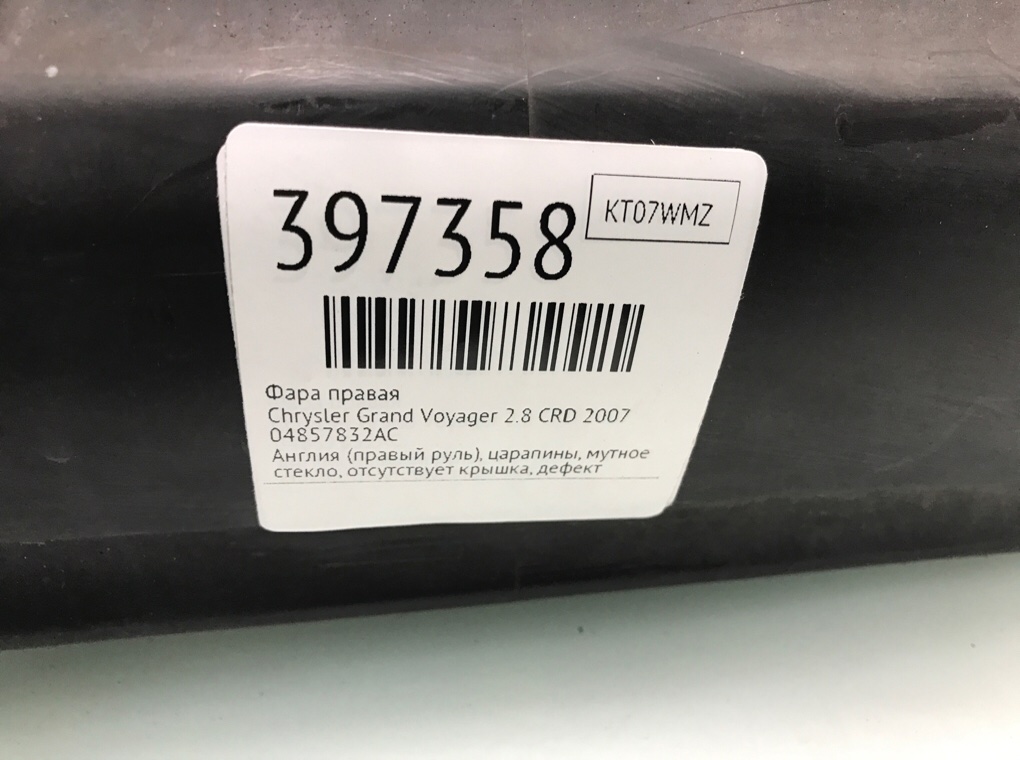 397358
KT07WMZ
Фара правая
Chrysler Grand Voyager 2.8 CRD 2007
04857832AC
Англия (правый руль), царапины, мутное
стекло, отсутствует крышка, дефект